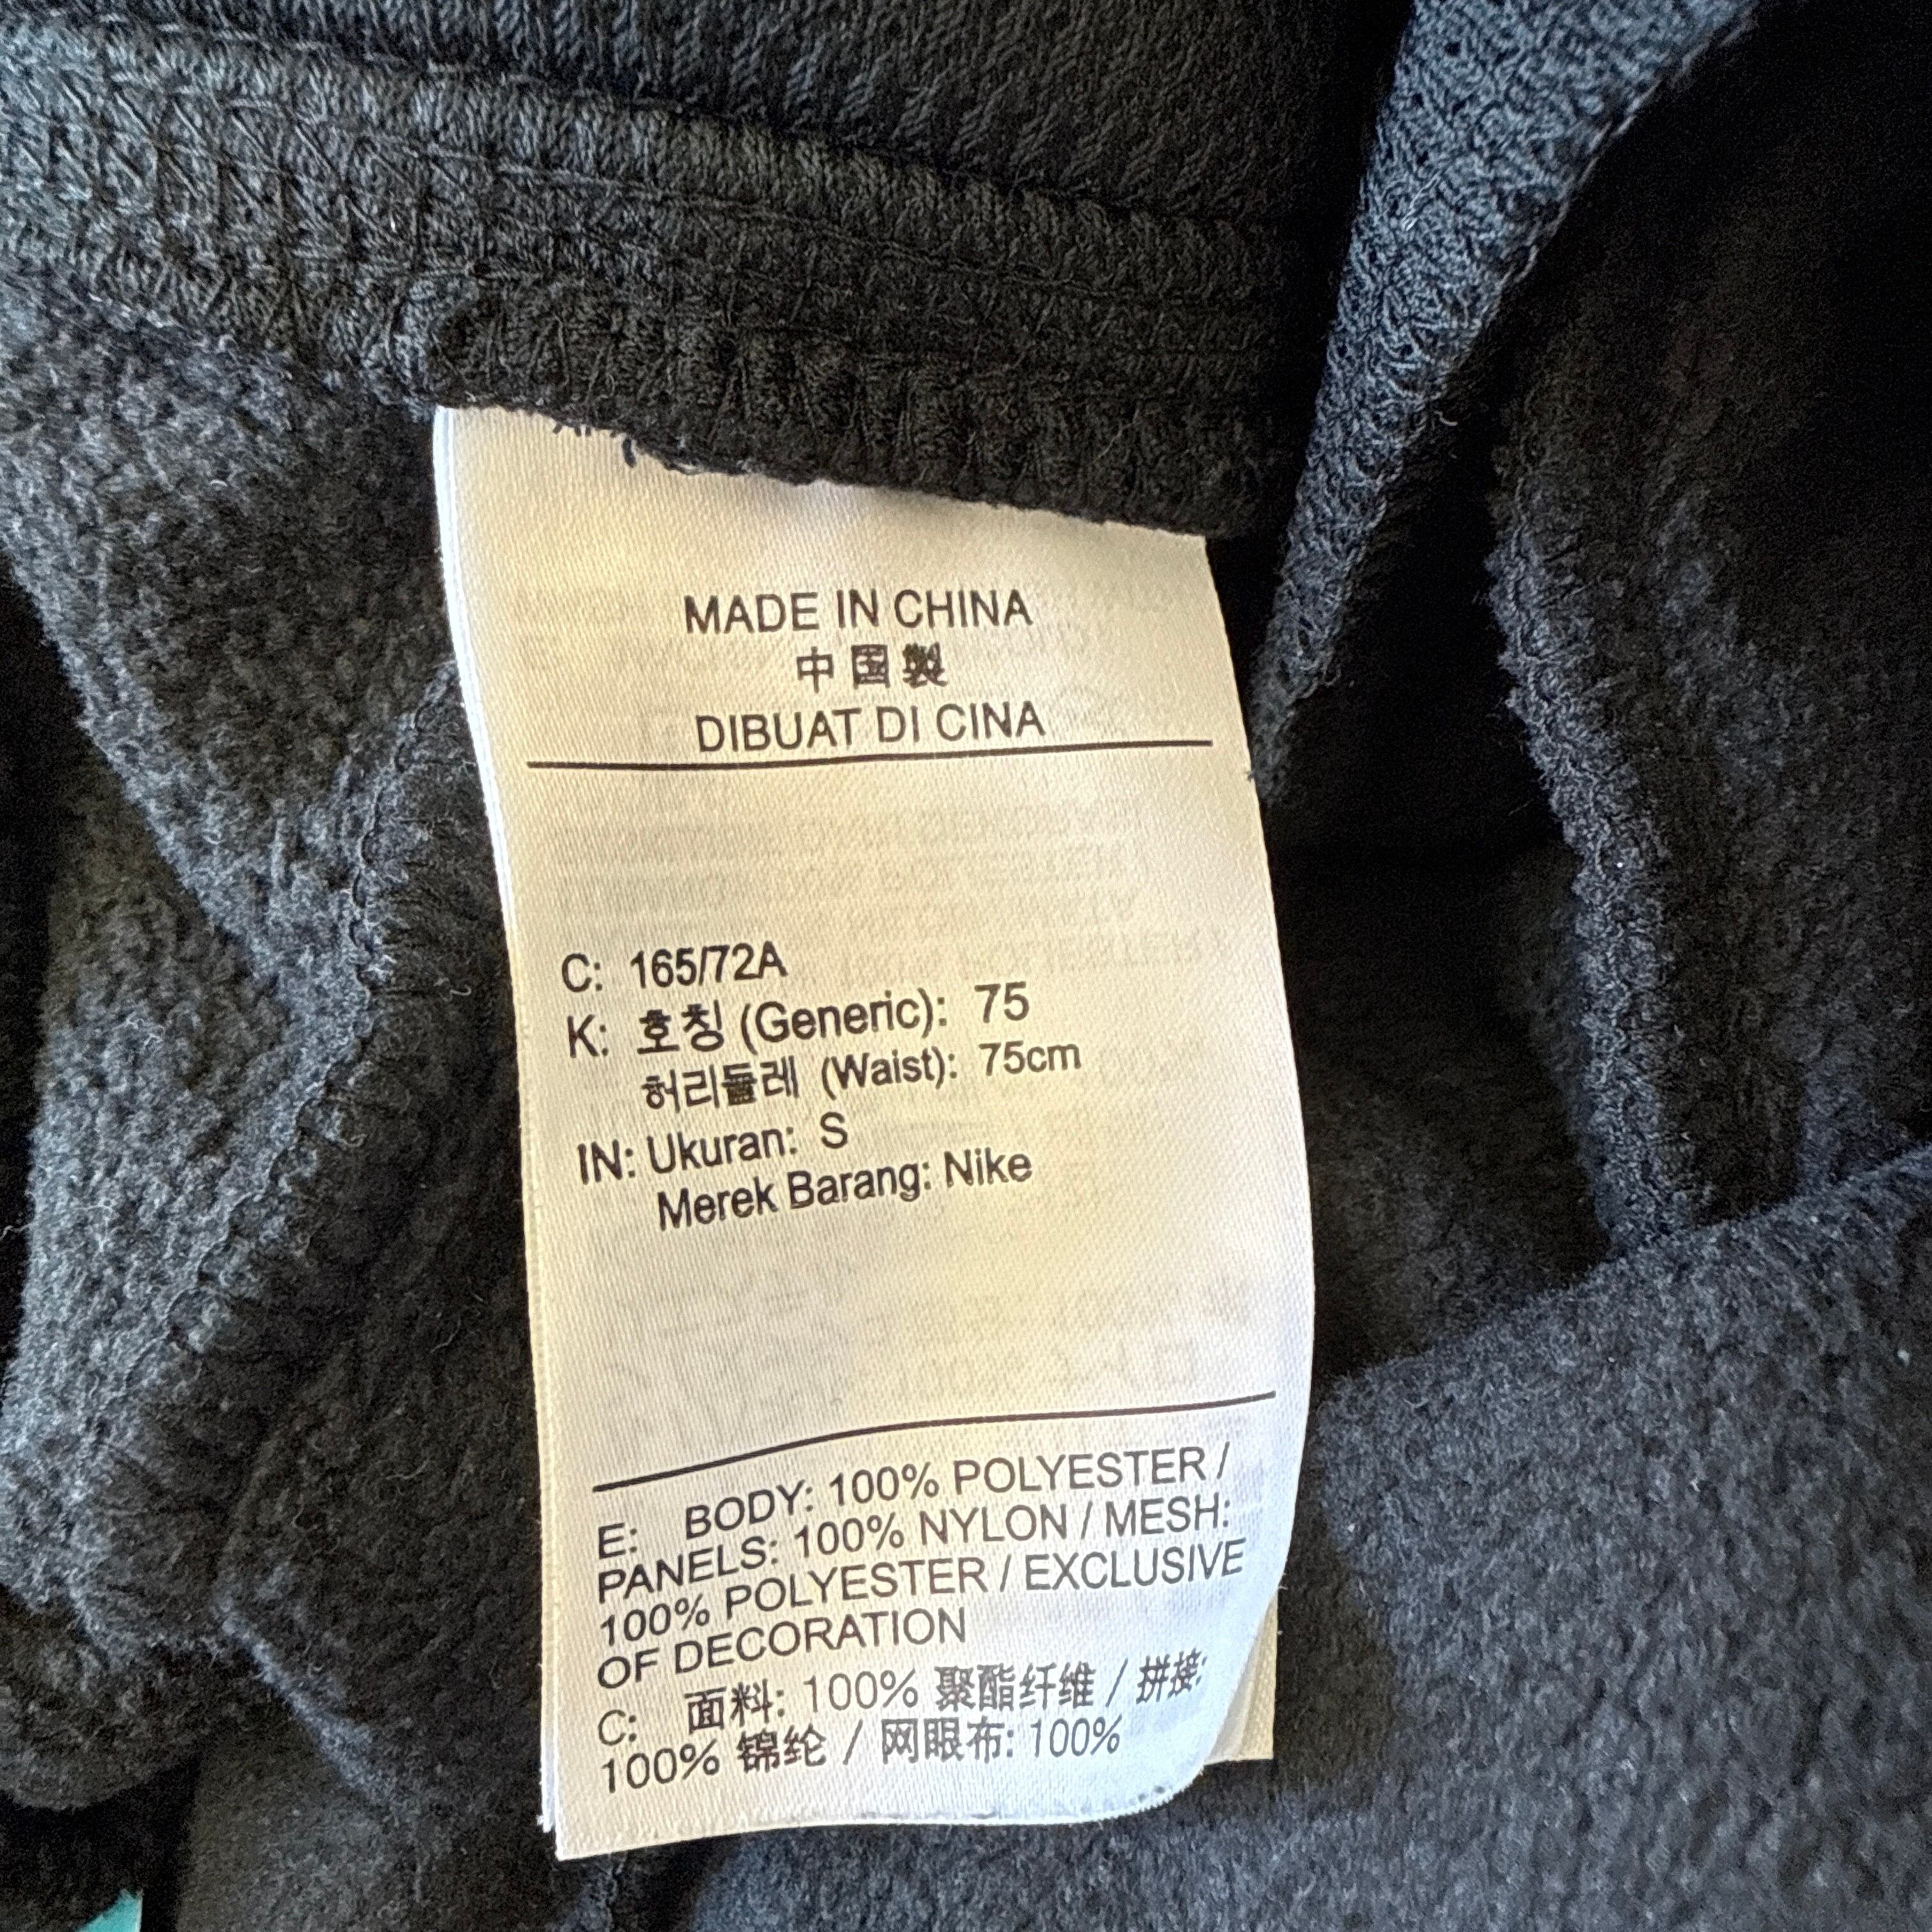 MADE IN CHINA
中国製
DIBUAT DI CINA
C: 165/72A
K: 호칭 (Generic): 75
허리둘레 (Waist): 75cm
IN: Ukuran: S
Merek Barang: Nike
E: BODY: 100% POLYESTER /
PANELS: 100% NYLON / MESH:
100% POLYESTER / EXCLUSIVE
OF DECORATION
C: 面料: 100% 聚酯纤维 / 拼接:
100% 锦纶 / 网眼布: 100%